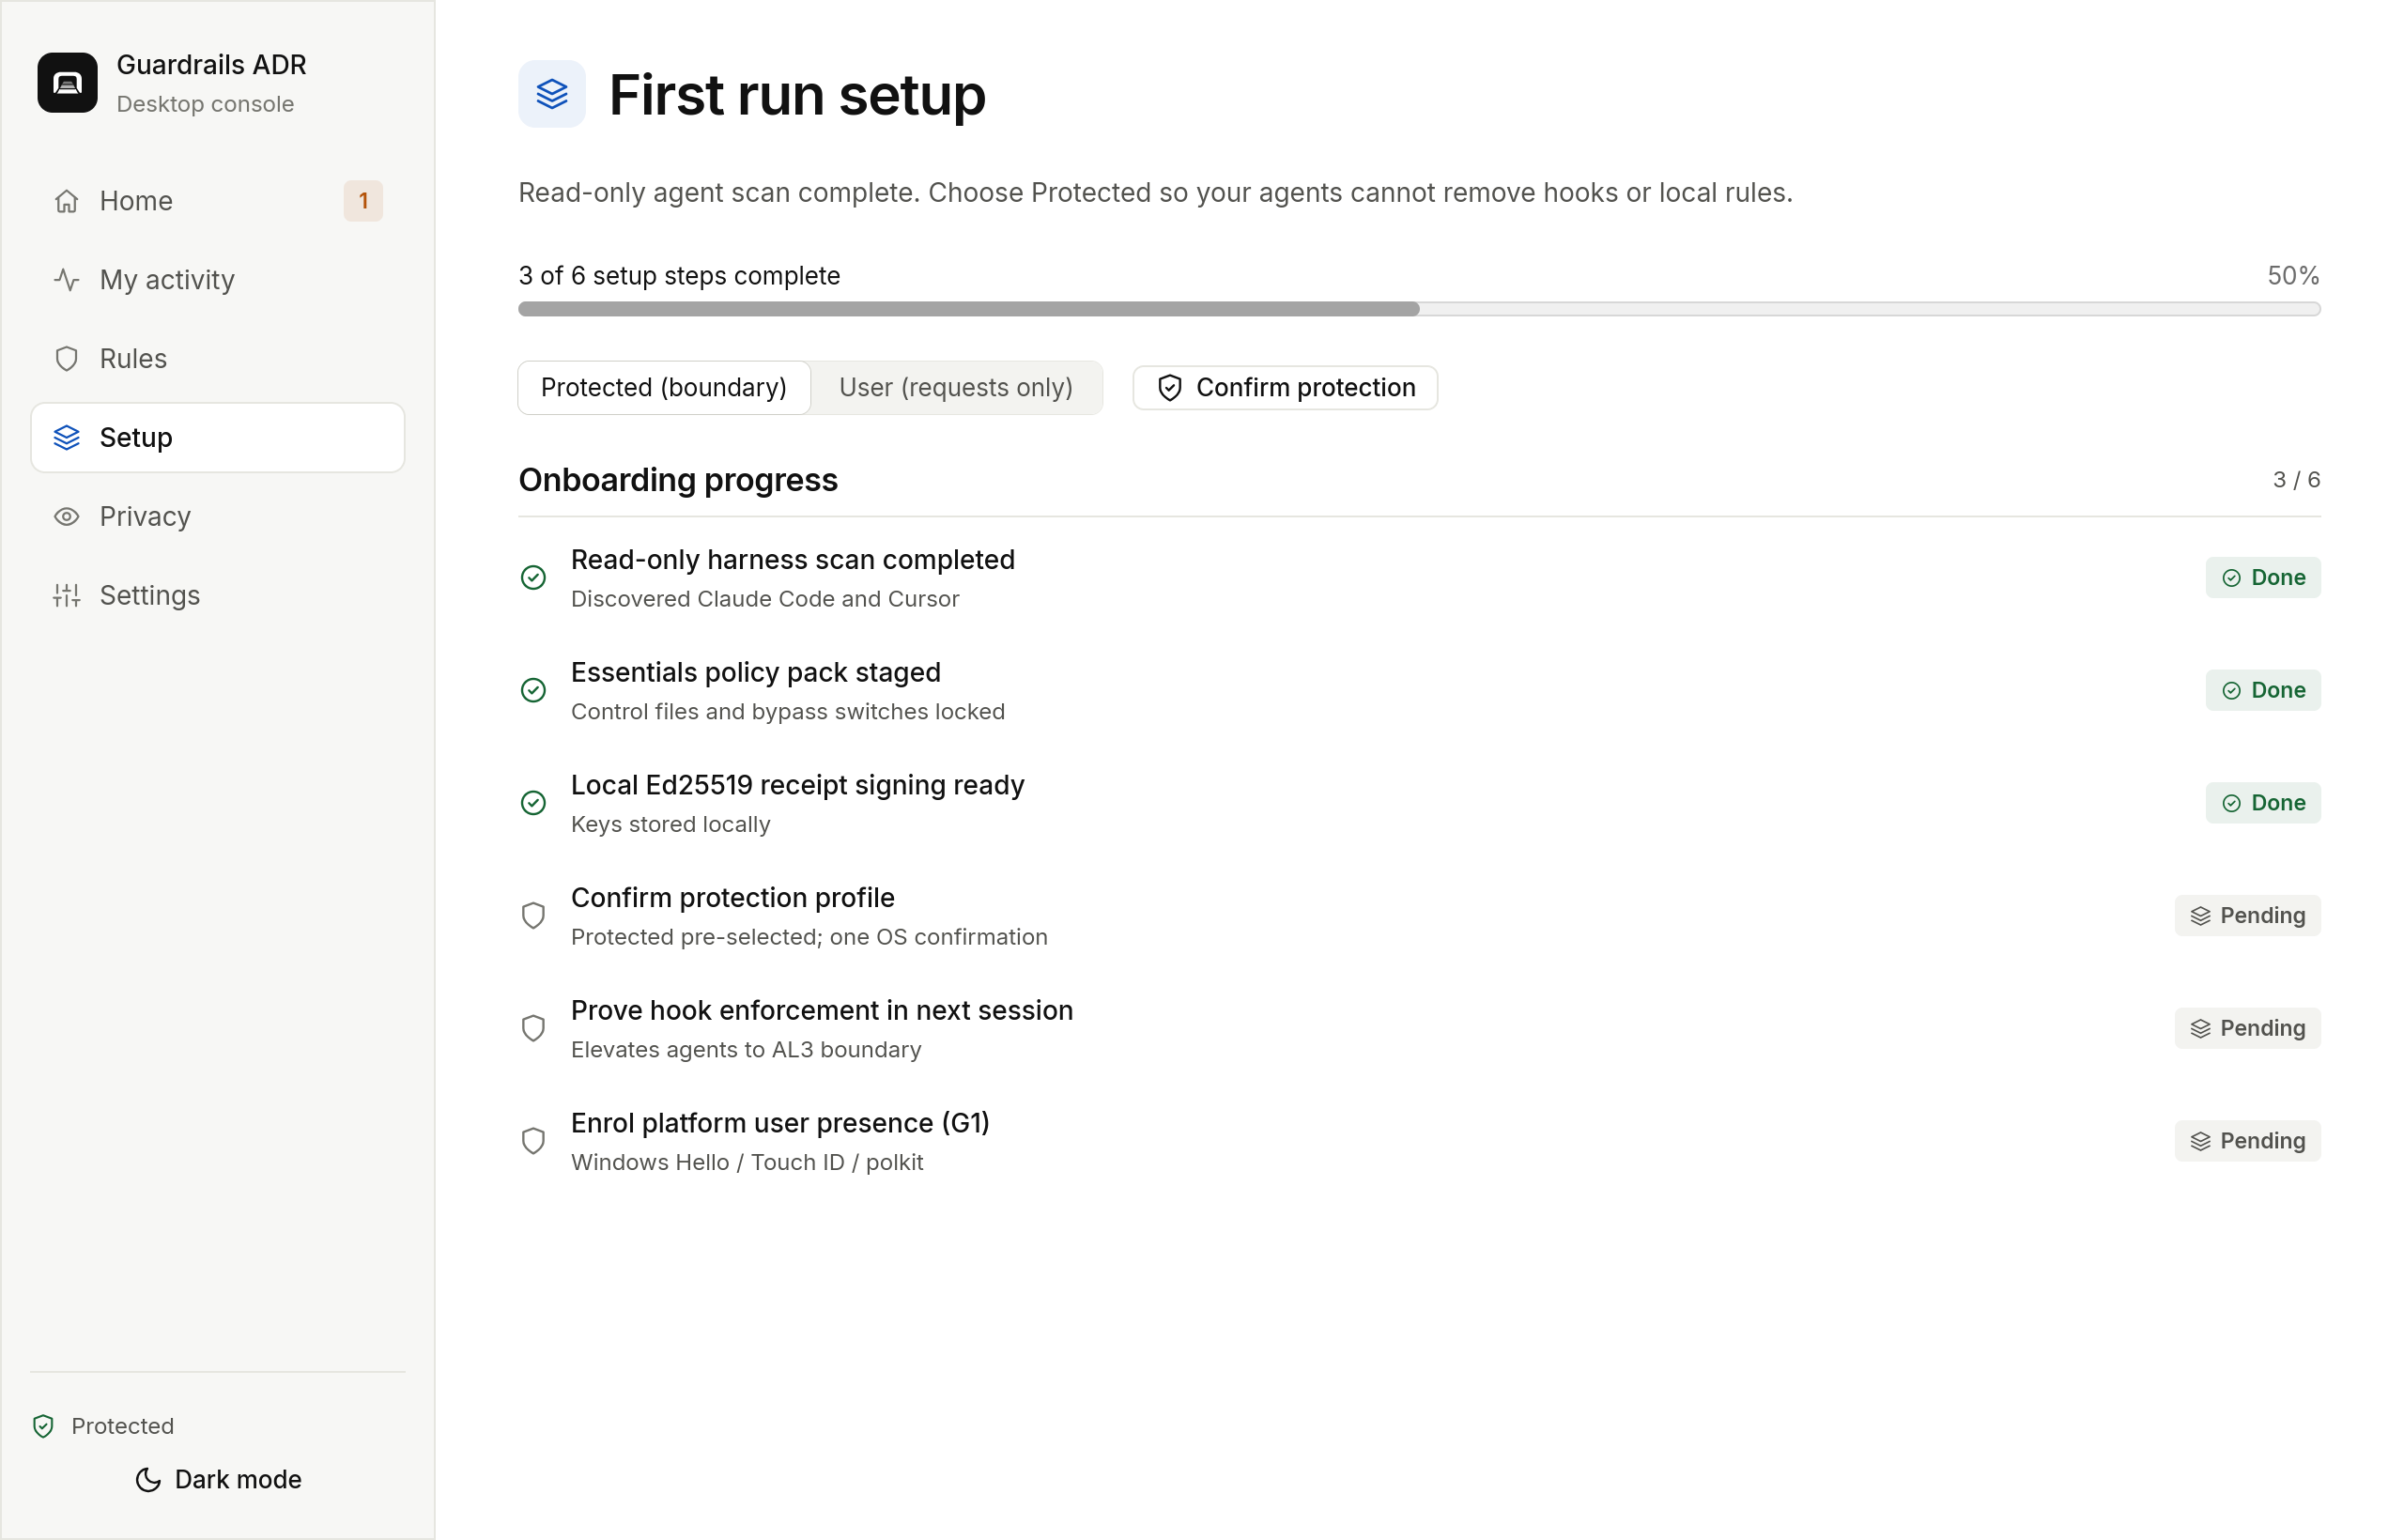 Guardrails ADR
Desktop console
Home
1
My activity
Rules
Setup
Privacy
Settings
Protected
Dark mode
First run setup
Read-only agent scan complete. Choose Protected so your agents cannot remove hooks or local rules.
3 of 6 setup steps complete
50%
Protected (boundary)
User (requests only)
Confirm protection
Onboarding progress
3 / 6
Read-only harness scan completed
Discovered Claude Code and Cursor
Done
Essentials policy pack staged
Control files and bypass switches locked
Done
Local Ed25519 receipt signing ready
Keys stored locally
Done
Confirm protection profile
Protected pre-selected; one OS confirmation
Pending
Prove hook enforcement in next session
Elevates agents to AL3 boundary
Pending
Enrol platform user presence (G1)
Windows Hello / Touch ID / polkit
Pending